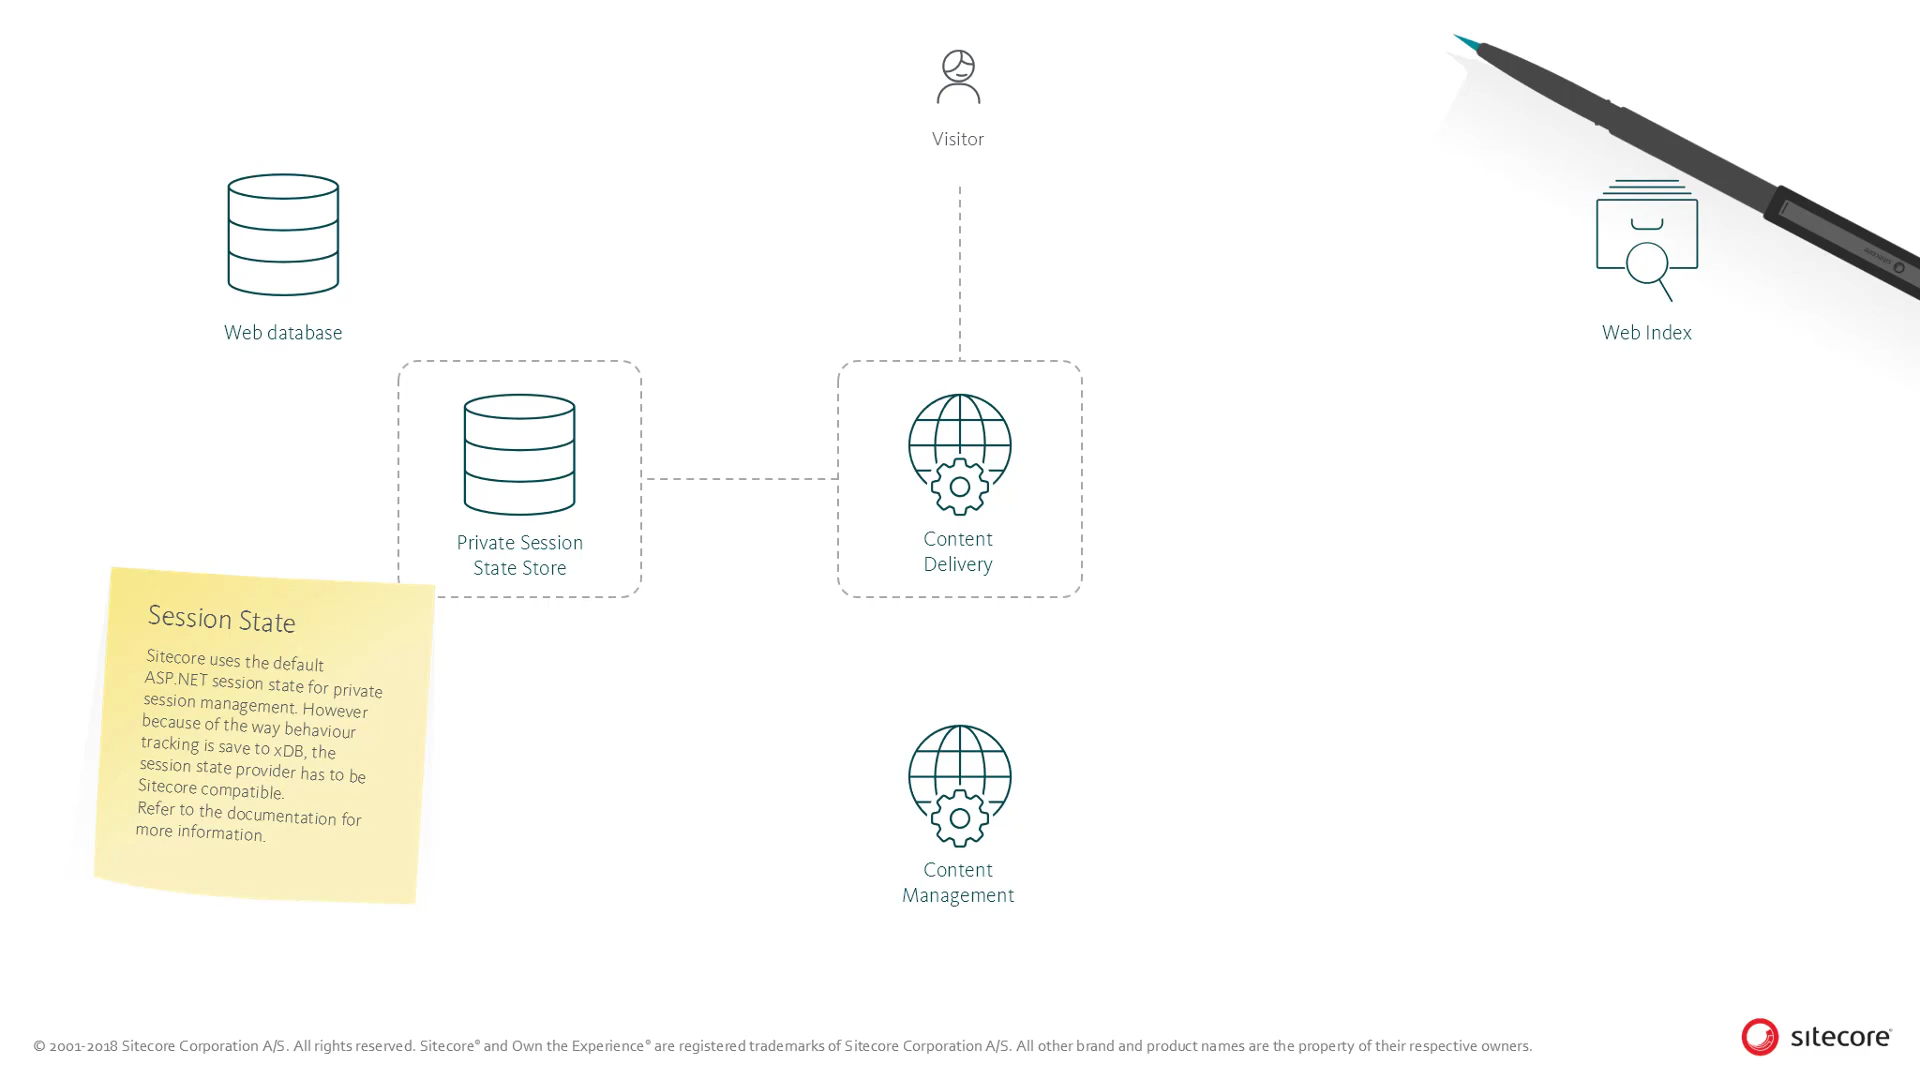 Visitor
Web database
Web Index
Private Session
State Store
Content
Delivery
Session State
Sitecore uses the default
ASP.NET session state for private
session management. However
because of the way behaviour
tracking is save to xDB, the
session state provider has to be
Sitecore compatible.
Refer to the documentation for
more information.
Content
Management
© 2001-2018 Sitecore Corporation A/S. All rights reserved. Sitecore® and Own the Experience® are registered trademarks of Sitecore Corporation A/S. All other brand and product names are the property of their respective owners.
sitecore